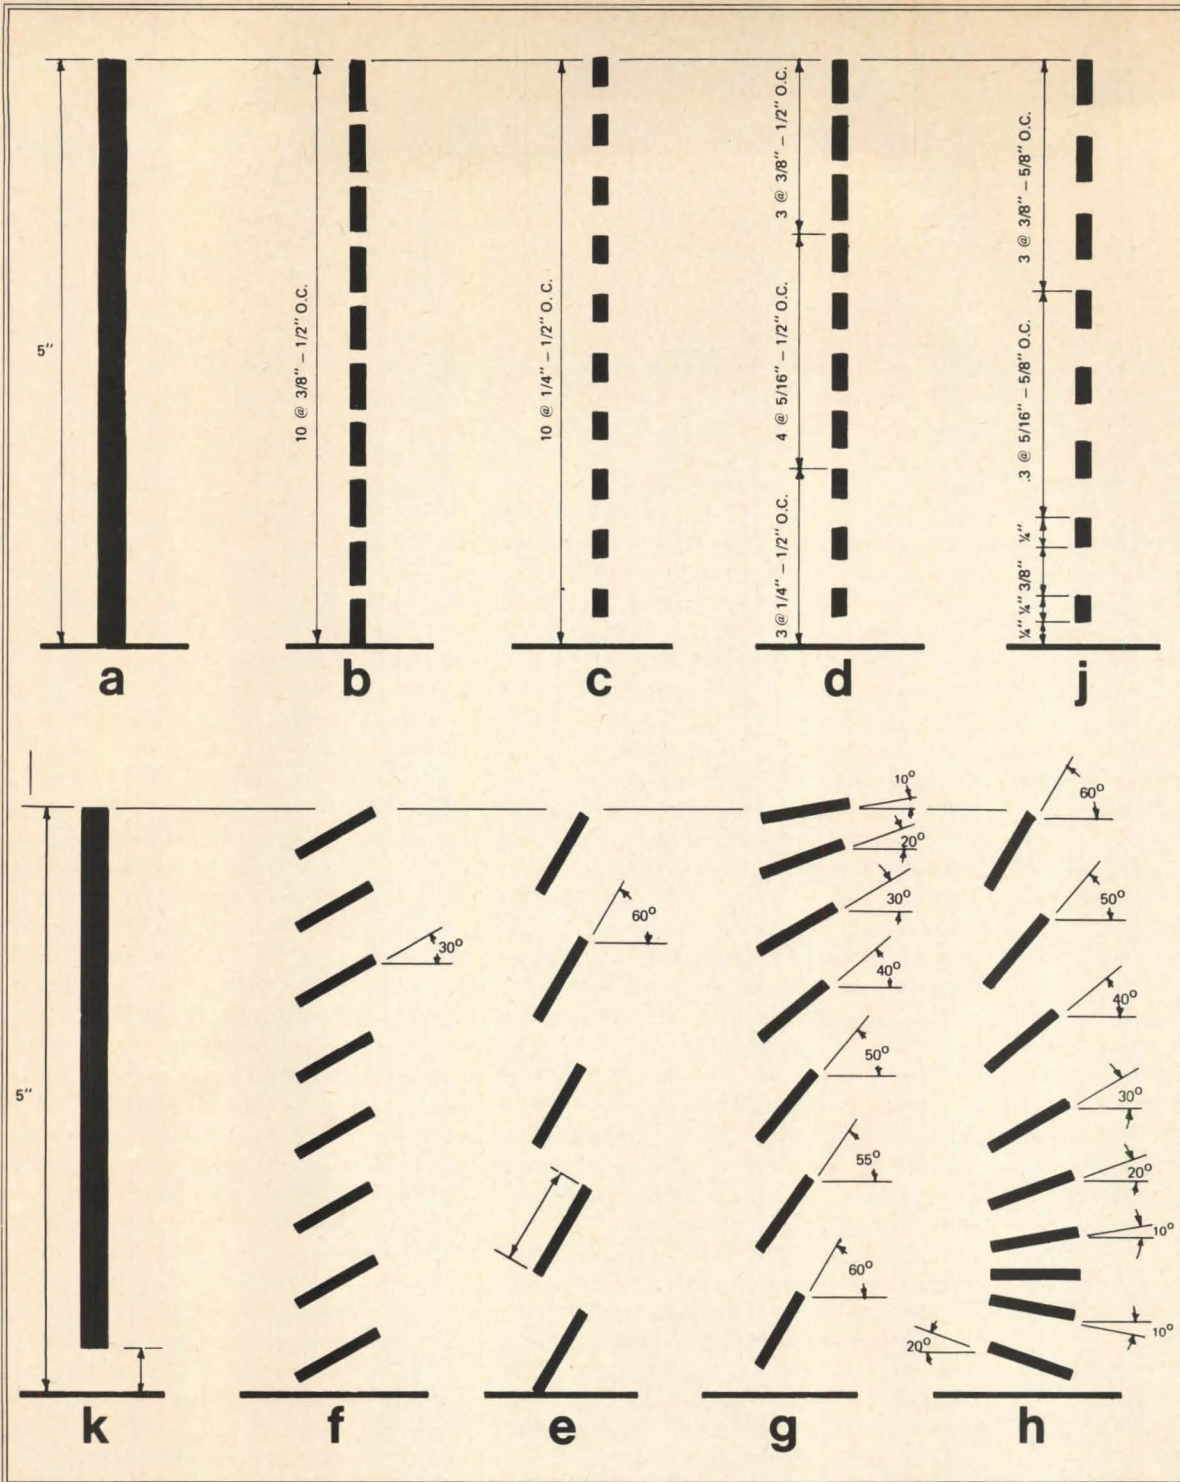 5"
10 @ 3/8" – 1/2" O.C.
10 @ 1/4" – 1/2" O.C.
3 @ 3/8" – 1/2" O.C.
4 @ 5/16" – 1/2" O.C.
3 @ 1/4" – 1/2" O.C.
3 @ 3/8" – 5/8" O.C.
.3 @ 5/16" – 5/8" O.C.
¼"
3/8"
¼"
¼"
a b c d j
5"
30°
60°
10°
20°
30°
40°
50°
55°
60°
60°
50°
40°
30°
20°
10°
10°
20°
k f e g h